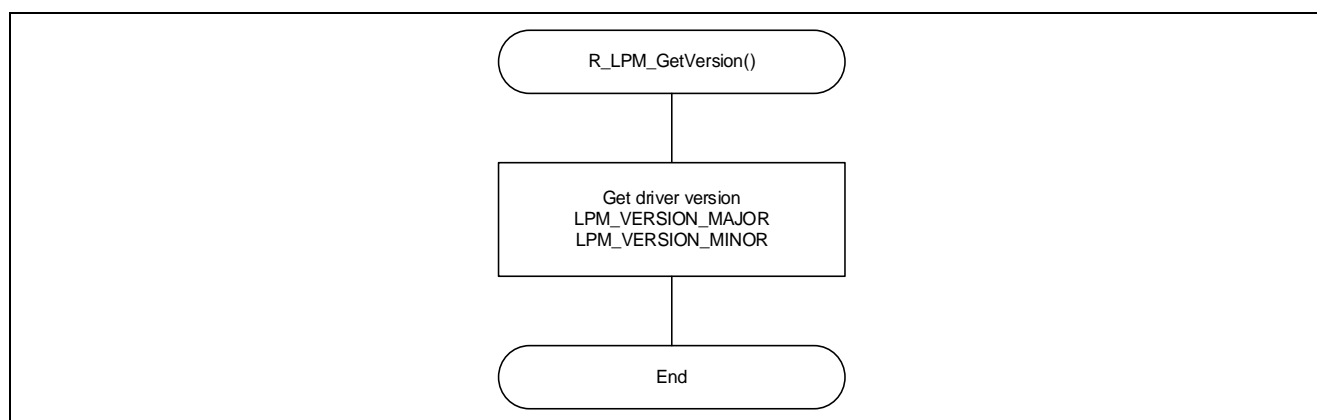 R_LPM_GetVersion()
Get driver version
LPM_VERSION_MAJOR
LPM_VERSION_MINOR
End